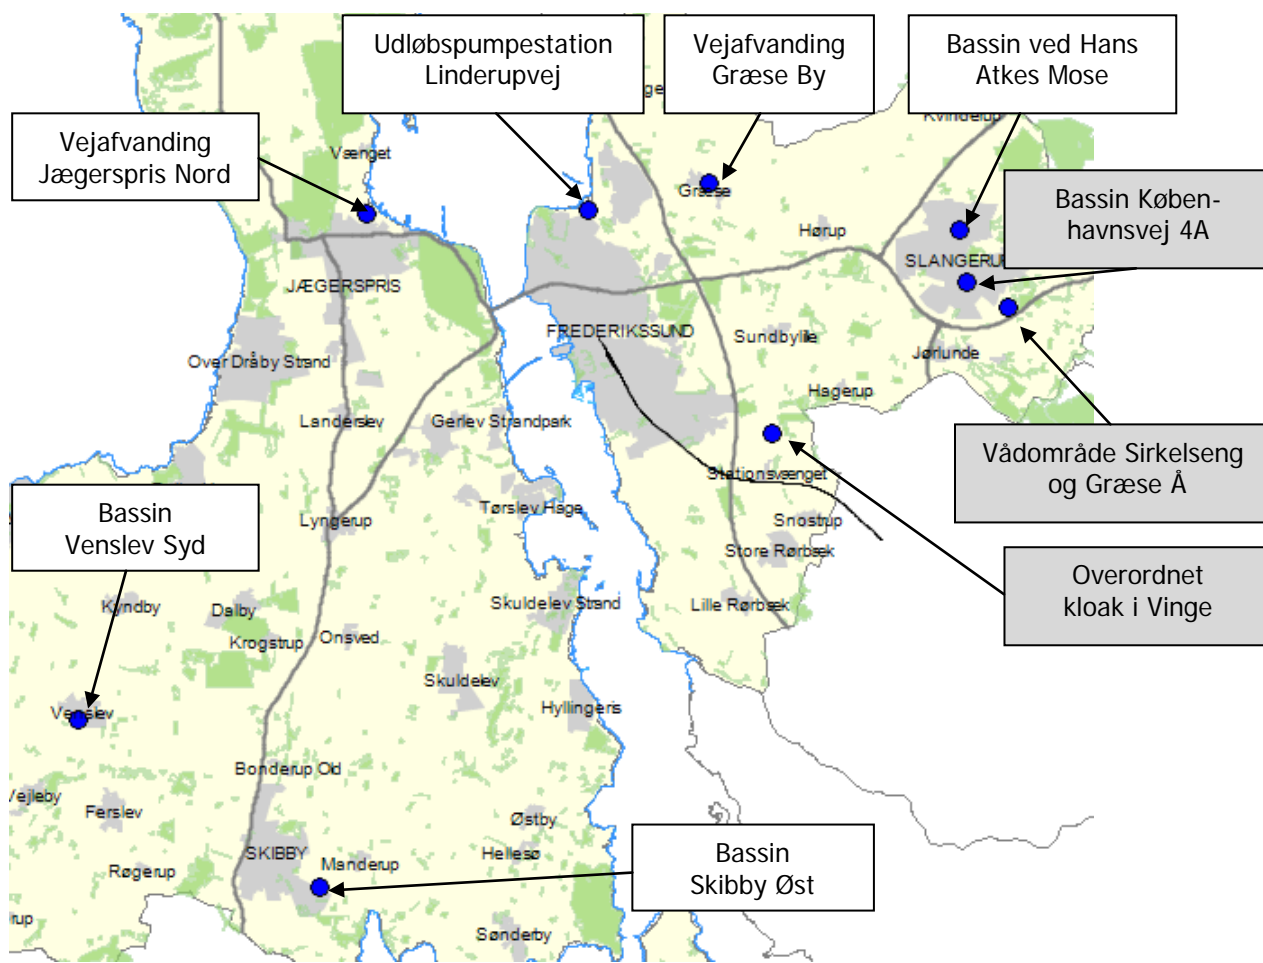 Udløbspumpestation
Linderupvej
Vejafvanding
Græse By
Bassin ved Hans
Atkes Mose
Vejafvanding
Jægerspris Nord
Vænget
Græse
Hørup
Bassin Køben-
havnsvej 4A
SLANGERUP
JÆGERSPRIS
FREDERIKSSUND
Sundbylille
Jørlunde
Over Dråby Strand
Hagerup
Landerslev
Gerlev Strandpark
Vådområde Sirkelseng
og Græse Å
Stationsvænget
Bassin
Venslev Syd
Tørslev Hage
Lyngerup
Snostrup
Store Rørbæk
Overordnet
kloak i Vinge
Kyndby
Dalby
Skuldelev Strand
Lille Rørbæk
Krogstrup
Onsved
Skuldelev
Venslev
Hyllingeris
Bonderup Old
Vejleby
Ferslev
Østby
SKIBBY
Manderup
Hellesø
Røgerup
Bassin
Skibby Øst
Sønderby